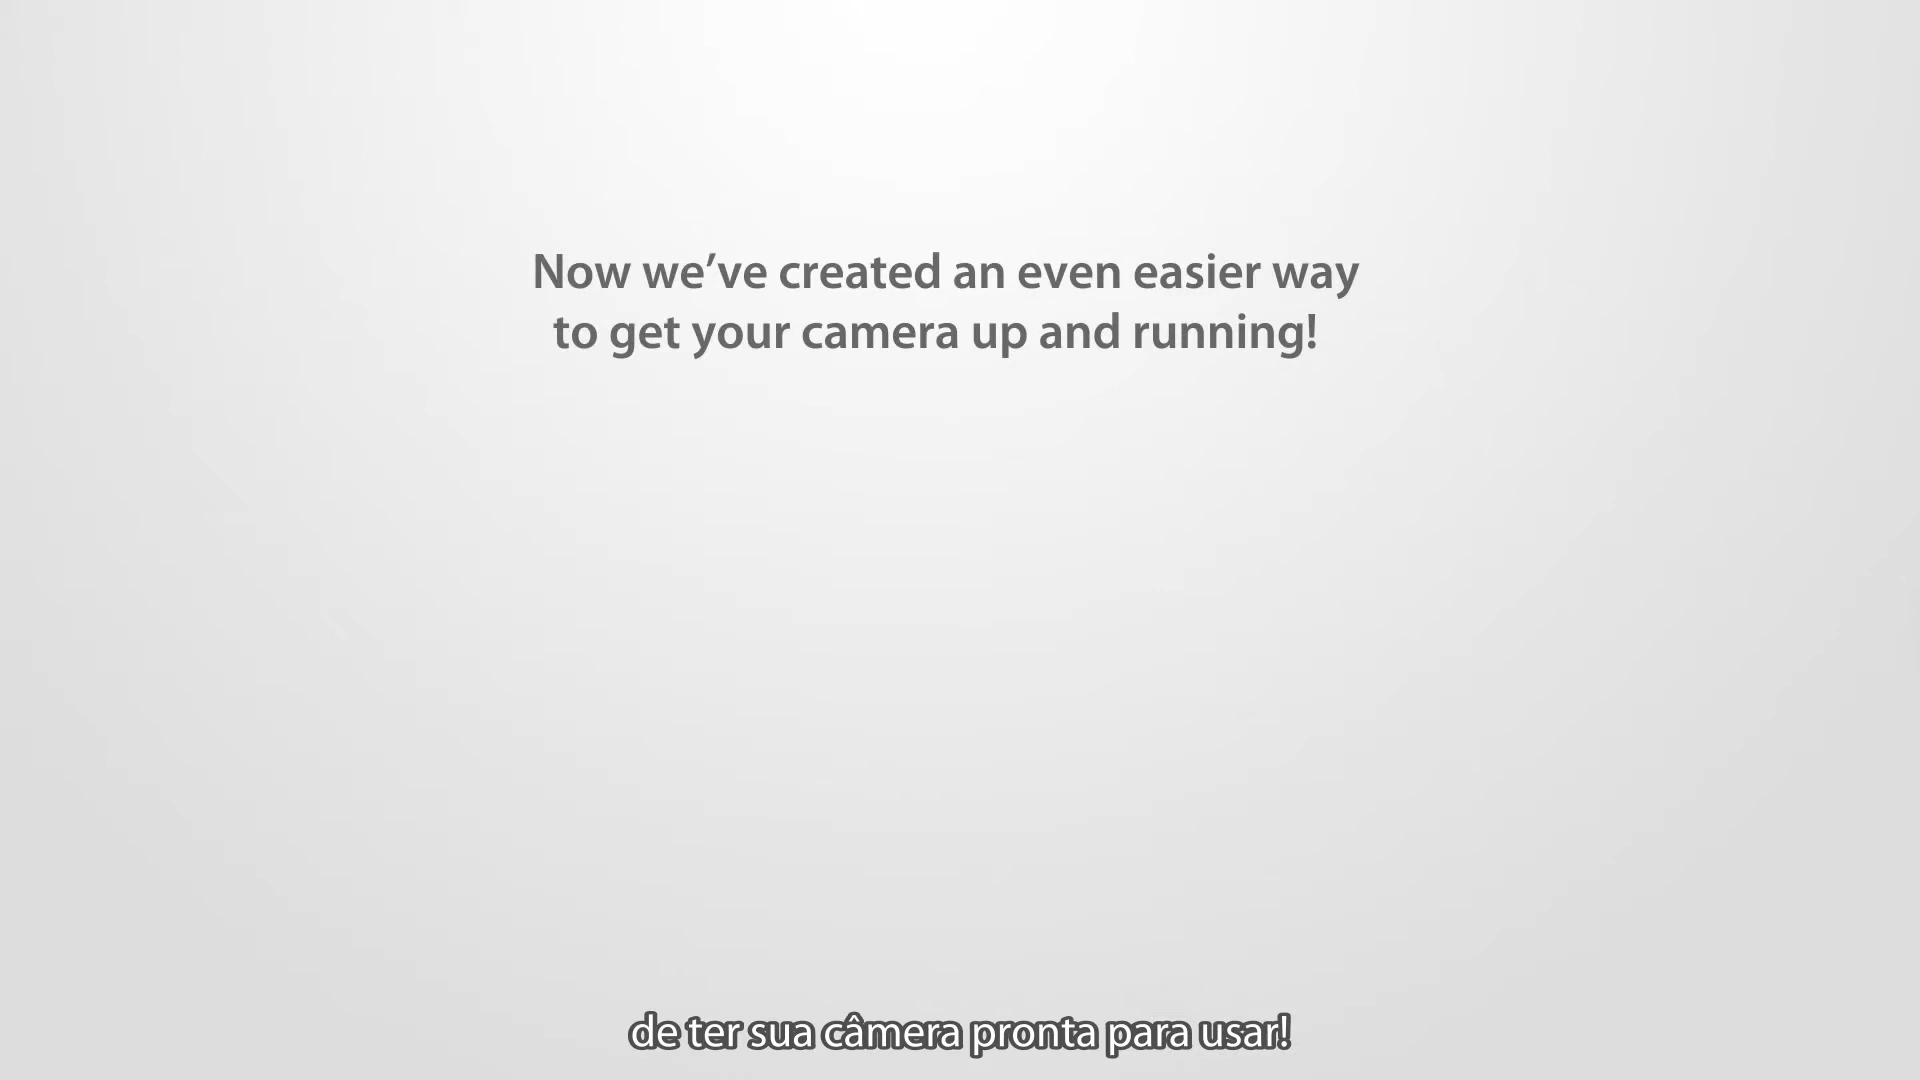 Now we’ve created an even easier way
to get your camera up and running!
de ter sua câmera pronta para usar!